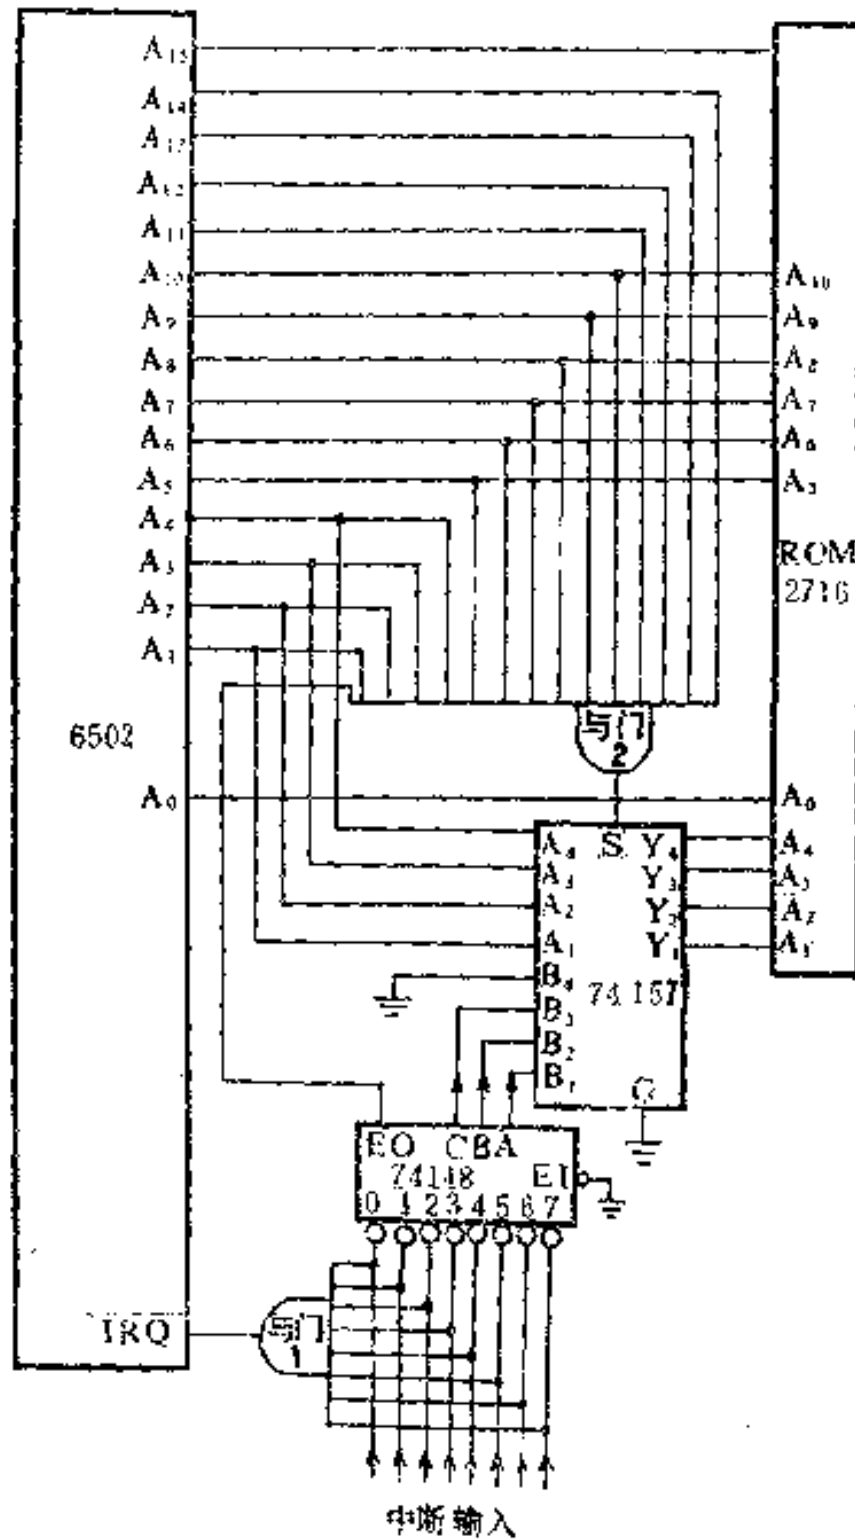 A₁₅
A₁₄
A₁₃
A₁₂
A₁₁
A₁₀
A₉
A₈
A₇
A₆
A₅
A₄
A₃
A₂
A₁
6502
A₀
IRQ
A₁₀
A₉
A₈
A₇
A₆
A₅
ROM
2716
A₀
A₄
A₃
A₂
A₁
与门
2
S
A₄ Y₄
A₃ Y₃
A₂ Y₂
A₁ Y₁
B₄ 74 157
B₃
B₂
B₁
G
EO CBA
74148 EI
0 1 2 3 4 5 6 7
与门
1
中断输入